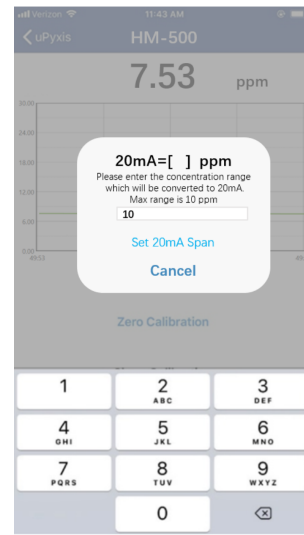 Verizon 11:43 AM
uPyxis HM-500
7.53 ppm
30.00
24.00
18.00
12.00
6.00
0.00
49:53
20mA=[ ] ppm
Please enter the concentration range
which will be converted to 20mA.
Max range is 10 ppm
10
Set 20mA Span
Cancel
Zero Calibration
1 2 3
ABC DEF
4 5 6
GHI JKL MNO
7 8 9
PQRS TUV WXYZ
0